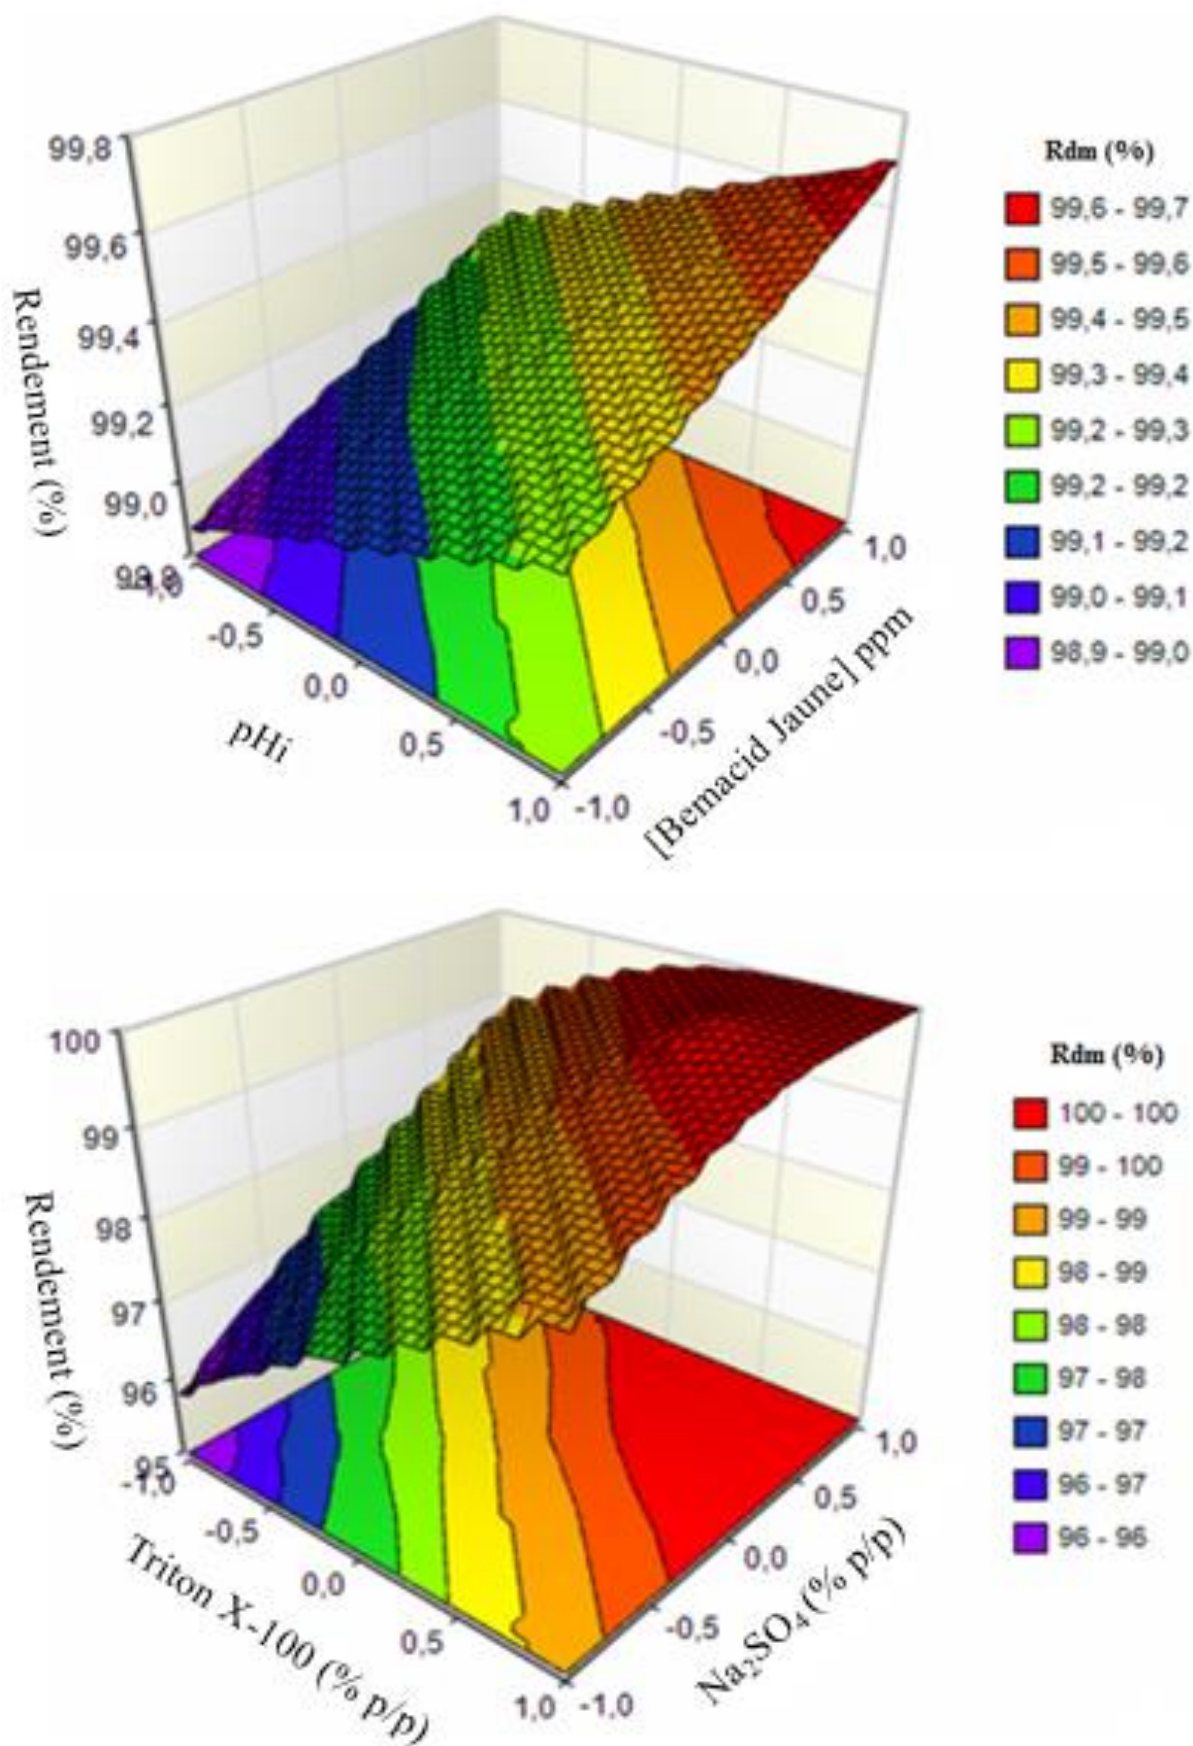 99,8
99,6
99,4
99,2
99,0
Rendement (%)
-0,5
0,0
0,5
1,0
pHi
-1,0
-0,5
0,0
0,5
1,0
[Bemacid Jaune] ppm
Rdm (%)
99,6 - 99,7
99,5 - 99,6
99,4 - 99,5
99,3 - 99,4
99,2 - 99,3
99,2 - 99,2
99,1 - 99,2
99,0 - 99,1
98,9 - 99,0
100
99
98
97
96
95
Rendement (%)
-1,0
-0,5
0,0
0,5
1,0
Triton X-100 (% p/p)
-1,0
-0,5
0,0
0,5
1,0
Na₂SO₄ (% p/p)
Rdm (%)
100 - 100
99 - 100
99 - 99
98 - 99
98 - 98
97 - 98
97 - 97
96 - 97
96 - 96